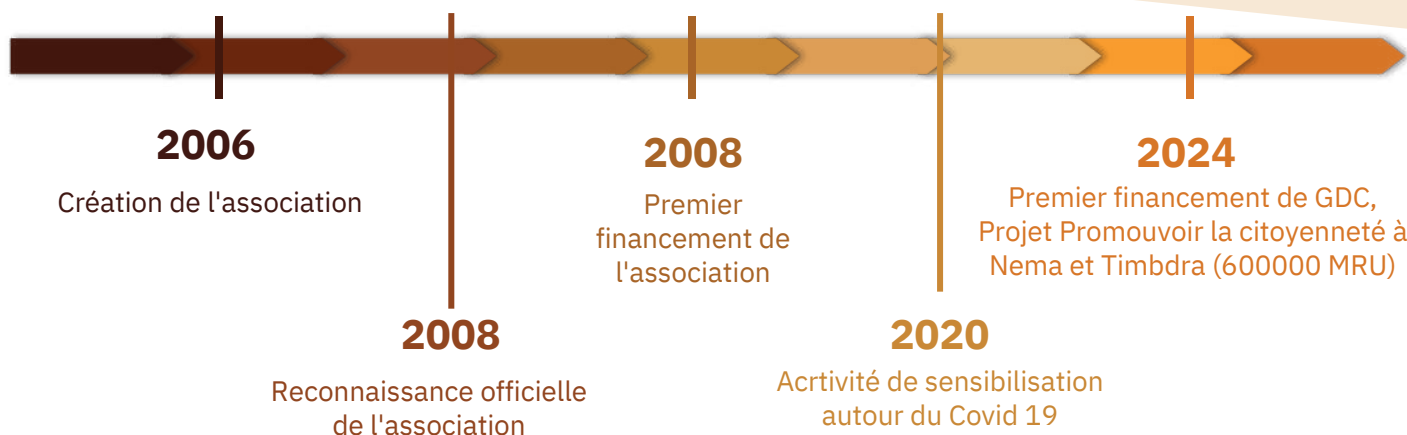 2006
Création de l'association
2008
Reconnaissance officielle
de l'association
2008
Premier
financement de
l'association
2020
Acrtivité de sensibilisation
autour du Covid 19
2024
Premier financement de GDC,
Projet Promouvoir la citoyenneté à
Nema et Timbdra (600000 MRU)